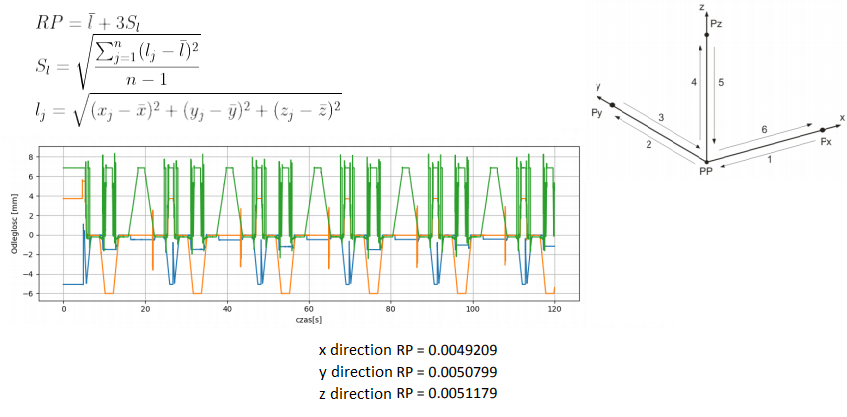 RP = l̄ + 3S_l
S_l = √(∑_{j=1}^{n}(l_j − l̄)² / (n − 1))
l_j = √((x_j − x̄)² + (y_j − ȳ)² + (z_j − z̄)²)
z
Pz
4
5
y
Py
3
2
x
6
Px
1
PP
Odleglosc [mm]
8
6
4
2
0
−2
−4
−6
0 20 40 60 80 100 120
czas[s]
x direction RP = 0.0049209
y direction RP = 0.0050799
z direction RP = 0.0051179